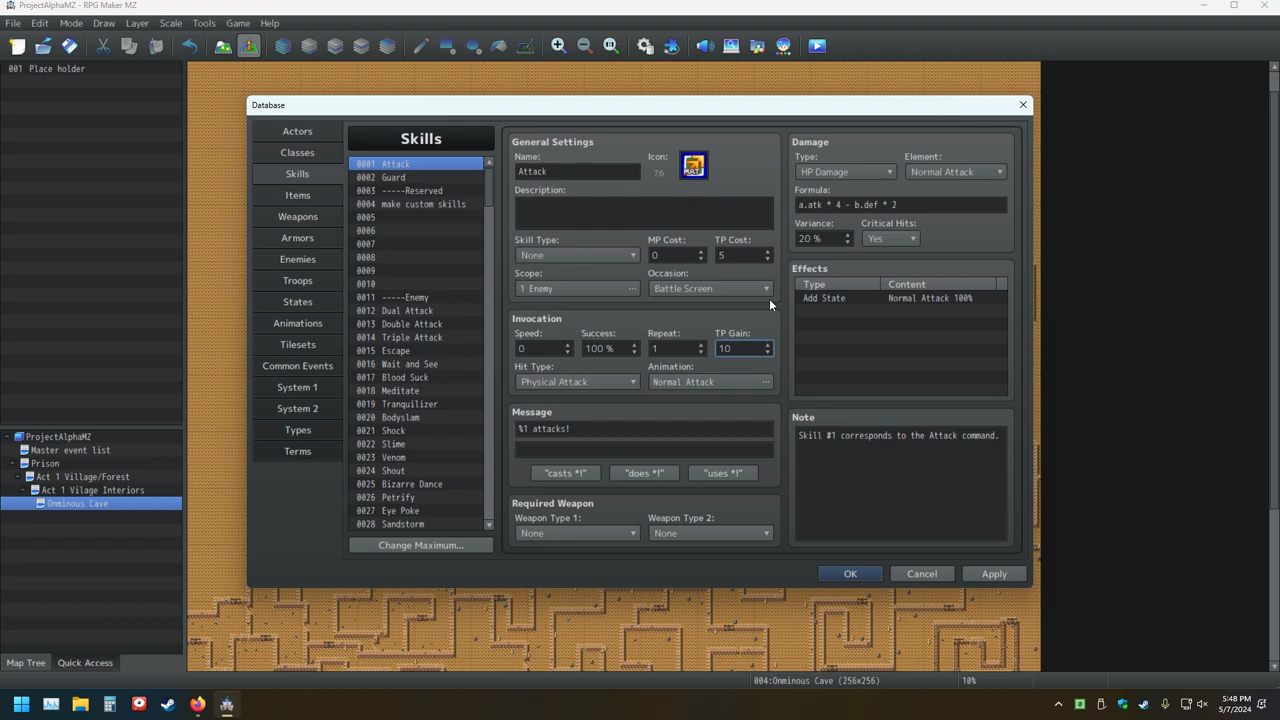 ProjectAlphaMZ - RPG Maker MZ
File Edit Mode Draw Layer Scale Tools Game Help
001 Place holder
Database
Actors
Classes
Skills
Items
Weapons
Armors
Enemies
Troops
States
Animations
Tilesets
Common Events
System 1
System 2
Types
Terms
Skills
0001 Attack
0002 Guard
0003 -----Reserved
0004 make custom skills
0005
0006
0007
0008
0009
0010
0011 -----Enemy
0012 Dual Attack
0013 Double Attack
0014 Triple Attack
0015 Escape
0016 Wait and See
0017 Blood Suck
0018 Meditate
0019 Tranquilizer
0020 Bodyslam
0021 Shock
0022 Slime
0023 Venom
0024 Shout
0025 Bizarre Dance
0026 Petrify
0027 Eye Poke
0028 Sandstorm
Change Maximum...
General Settings
Name: Icon:
Attack 76
Description:
Skill Type: MP Cost: TP Cost:
None 0 5
Scope: Occasion:
1 Enemy ... Battle Screen
Invocation
Speed: Success: Repeat: TP Gain:
0 100 % 1 10
Hit Type: Animation:
Physical Attack Normal Attack ...
Message
%1 attacks!
"casts *!" "does *!" "uses *!"
Required Weapon
Weapon Type 1: Weapon Type 2:
None None
Damage
Type: Element:
HP Damage Normal Attack
Formula:
a.atk * 4 - b.def * 2
Variance: Critical Hits:
20 % Yes
Effects
Type Content
Add State Normal Attack 100%
Note
Skill #1 corresponds to the Attack command.
OK Cancel Apply
ProjectAlphaMZ
Master event list
Prison
Act 1 Village/Forest
Act 1 Vilage Interiors
Onminous Cave
Map Tree Quick Access
004:Onminous Cave (256x256) 10%
5:48 PM
5/7/2024